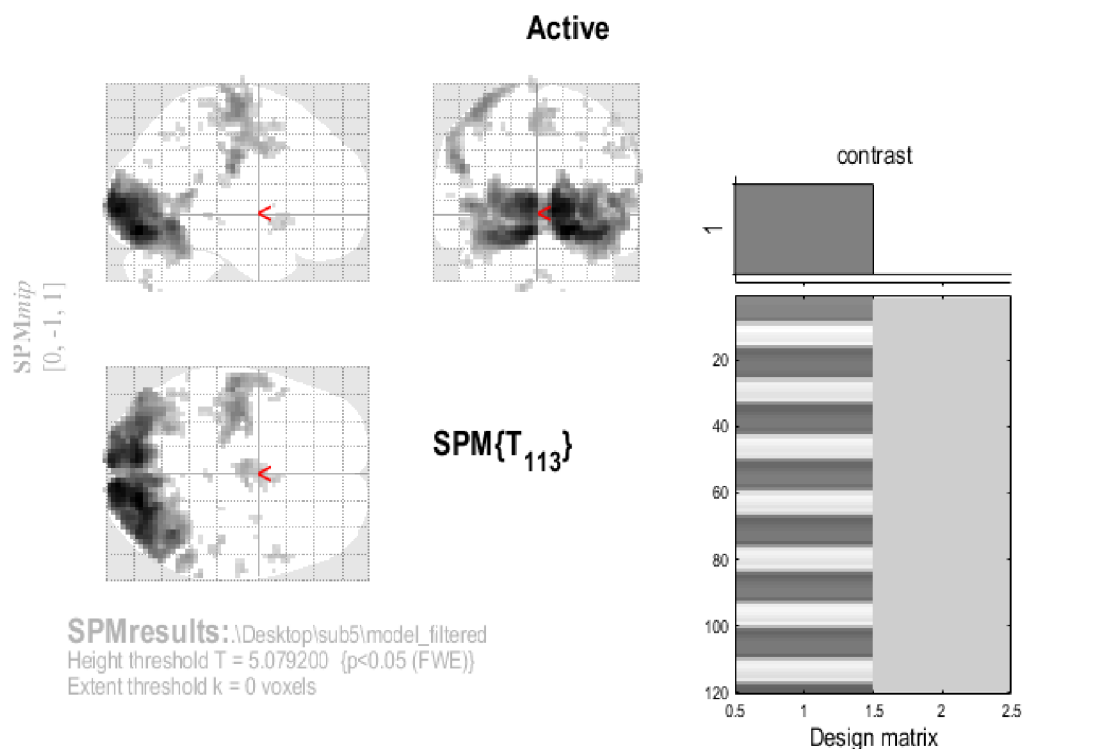 Active
SPMmip
[0, -1, 1]
<
<
<
SPM{T113}
SPMresults:.\Desktop\sub5\model_filtered
Height threshold T = 5.079200 {p<0.05 (FWE)}
Extent threshold k = 0 voxels
contrast
1
20
40
60
80
100
120
0.5 1 1.5 2 2.5
Design matrix